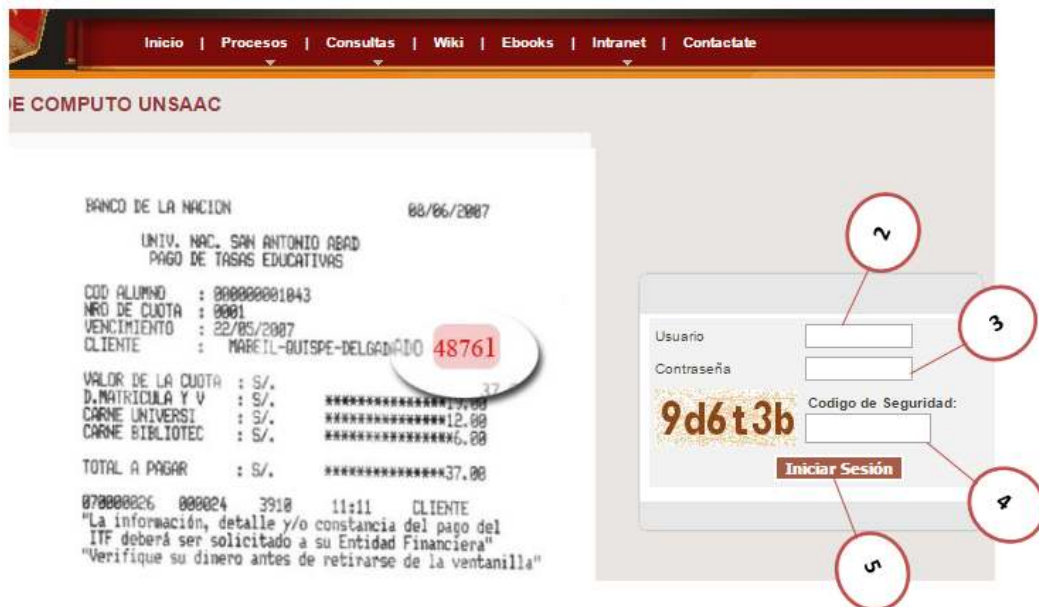 Inicio | Procesos | Consultas | Wiki | Ebooks | Intranet | Contactate
E COMPUTO UNSAAC
BANCO DE LA NACION 08/06/2007
UNIV. NAC. SAN ANTONIO ABAD
PAGO DE TASAS EDUCATIVAS
COD ALUMNO : 000000001043
NRO DE CUOTA : 0001
VENCIMIENTO : 22/05/2007
CLIENTE : MABEIL-QUISPE-DELGADADO 48761
VALOR DE LA CUOTA : S/. 37
D.MATRICULA Y V : S/. ***************19.00
CARNE UNIVERSI : S/. ***************12.00
CARNE BIBLIOTEC : S/. ****************6.00
TOTAL A PAGAR : S/. ***************37.00
070000026 000024 3910 11:11 CLIENTE
"La información, detalle y/o constancia del pago del
ITF deberá ser solicitado a su Entidad Financiera"
"Verifique su dinero antes de retirarse de la ventanilla"
2
Usuario
3
Contraseña
9d6t3b
Codigo de Seguridad:
Iniciar Sesión
4
5